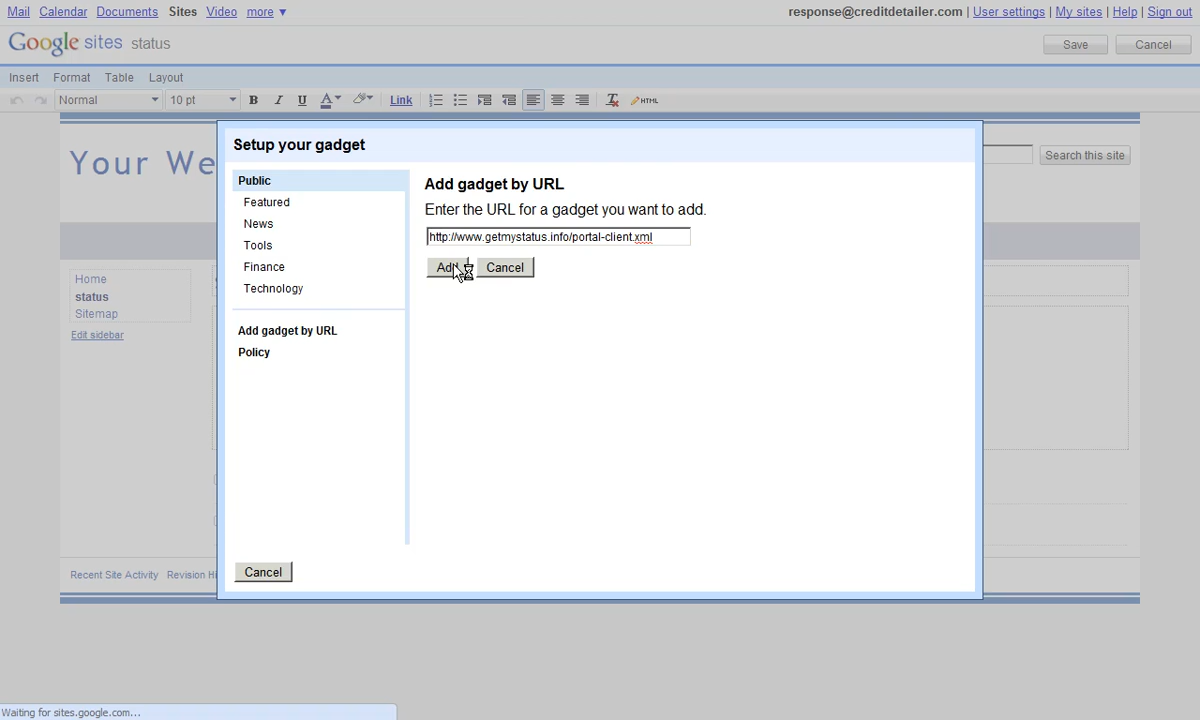 Mail Calendar Documents Sites Video more ▼ response@creditdetailer.com | User settings | My sites | Help | Sign out
Google sites status Save Cancel
Insert Format Table Layout
Normal 10 pt B I U A Link HTML
Your We Search this site
Setup your gadget
Public
Featured
News
Tools
Finance
Technology
Add gadget by URL
Policy
Add gadget by URL
Enter the URL for a gadget you want to add.
http://www.getmystatus.info/portal-client.xml
Add Cancel
Cancel
Home
status
Sitemap
Edit sidebar
Recent Site Activity Revision Hi
Waiting for sites.google.com...